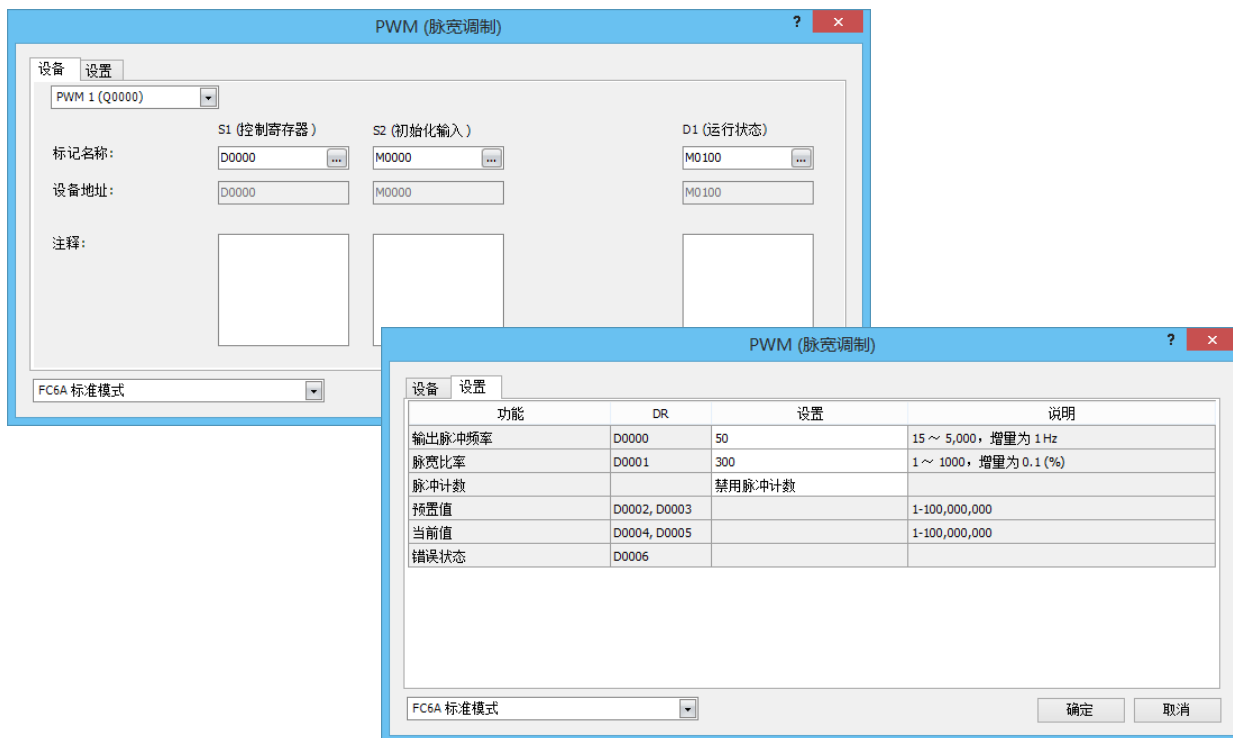 PWM (脉宽调制)
? ×
设备 设置
PWM 1 (Q0000)
S1 (控制寄存器) S2 (初始化输入) D1 (运行状态)
标记名称: D0000 ... M0000 ... M0100 ...
设备地址: D0000 M0000 M0100
注释:
FC6A 标准模式
PWM (脉宽调制)
? ×
设备 设置
功能 DR 设置 说明
输出脉冲频率 D0000 50 15～5,000，增量为 1 Hz
脉宽比率 D0001 300 1～1000，增量为 0.1 (%)
脉冲计数 禁用脉冲计数
预置值 D0002, D0003 1-100,000,000
当前值 D0004, D0005 1-100,000,000
错误状态 D0006
FC6A 标准模式 确定 取消